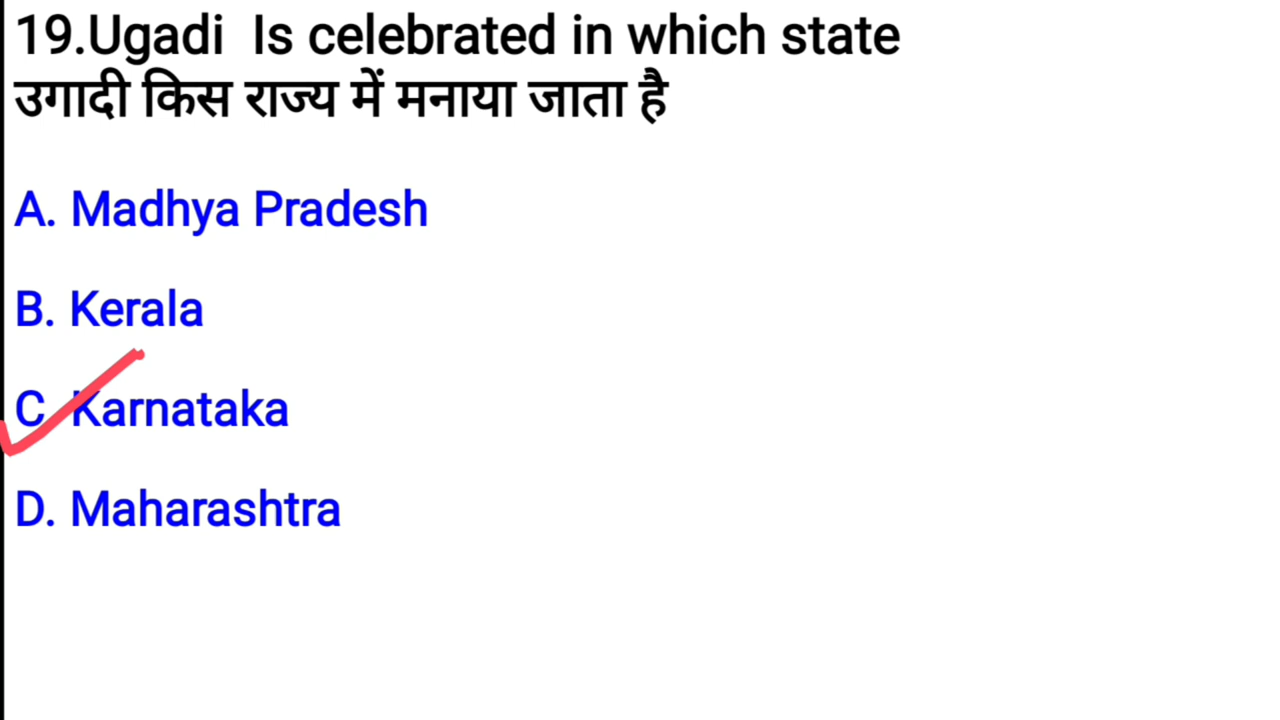 19.Ugadi Is celebrated in which state
उगादी किस राज्य में मनाया जाता है
A. Madhya Pradesh
B. Kerala
C Karnataka
D. Maharashtra